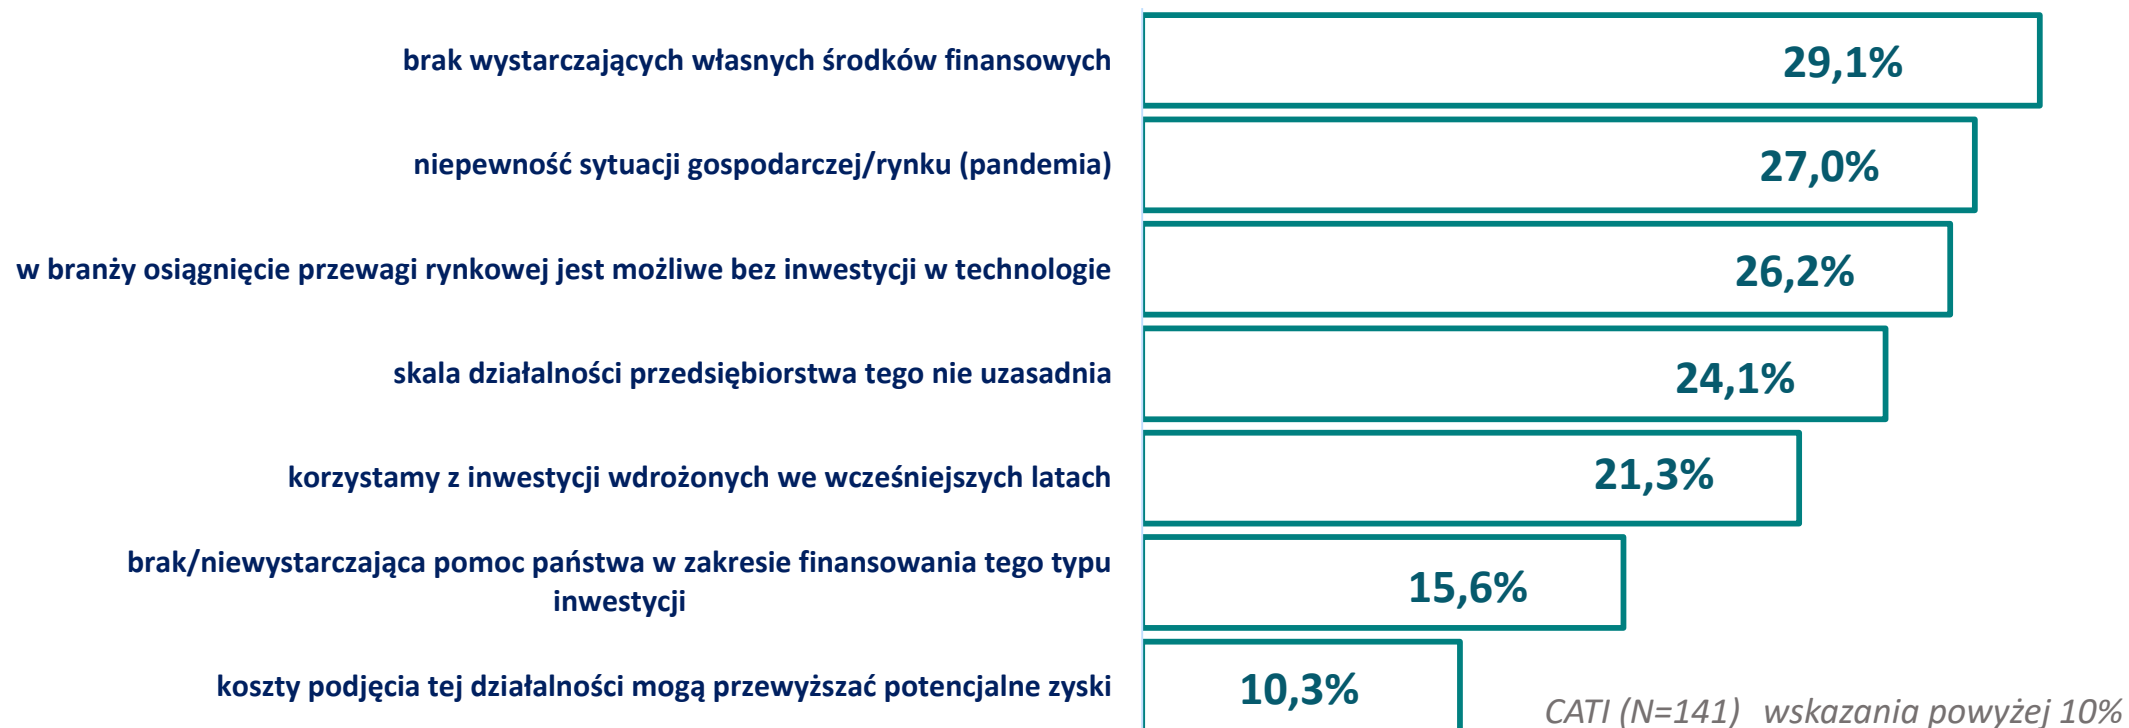 brak wystarczających własnych środków finansowych
29,1%
niepewność sytuacji gospodarczej/rynku (pandemia)
27,0%
w branży osiągnięcie przewagi rynkowej jest możliwe bez inwestycji w technologie
26,2%
skala działalności przedsiębiorstwa tego nie uzasadnia
24,1%
korzystamy z inwestycji wdrożonych we wcześniejszych latach
21,3%
brak/niewystarczająca pomoc państwa w zakresie finansowania tego typu
inwestycji
15,6%
koszty podjęcia tej działalności mogą przewyższać potencjalne zyski
10,3%
CATI (N=141) wskazania powyżej 10%